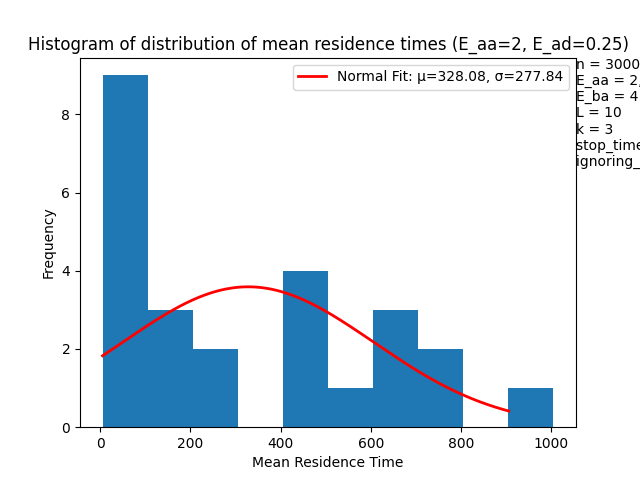 Histogram of distribution of mean residence times (E_aa=2, E_ad=0.25)
Normal Fit: μ=328.08, σ=277.84
n = 3000
E_aa = 2,
E_ba = 4
L = 10
k = 3
stop_time
ignoring_
8
6
4
2
0
Frequency
0 200 400 600 800 1000
Mean Residence Time